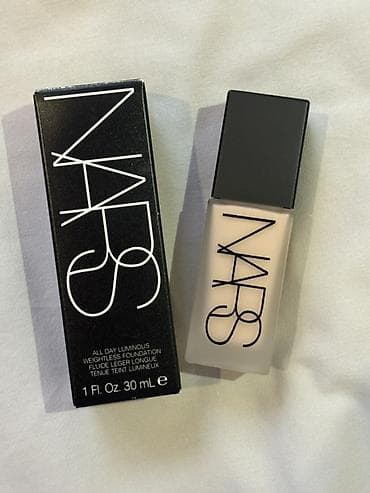 NARS
ALL DAY LUMINOUS
WEIGHTLESS FOUNDATION
FLUIDE LÉGER LONGUE
TENUE TEINT LUMINEUX
1 Fl. Oz. 30 mL e
NARS